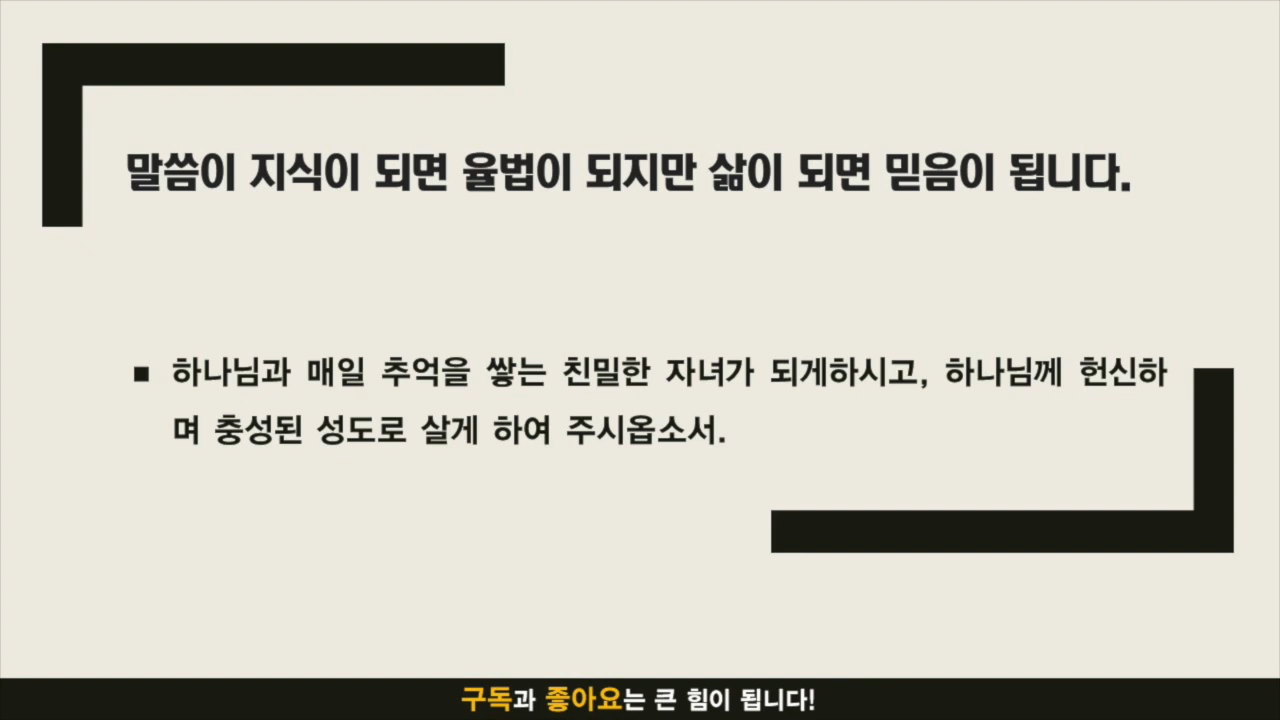 말씀이 지식이 되면 율법이 되지만 삶이 되면 믿음이 됩니다.
■ 하나님과 매일 추억을 쌓는 친밀한 자녀가 되게하시고, 하나님께 헌신하
며 충성된 성도로 살게 하여 주시옵소서.
구독과 좋아요는 큰 힘이 됩니다!